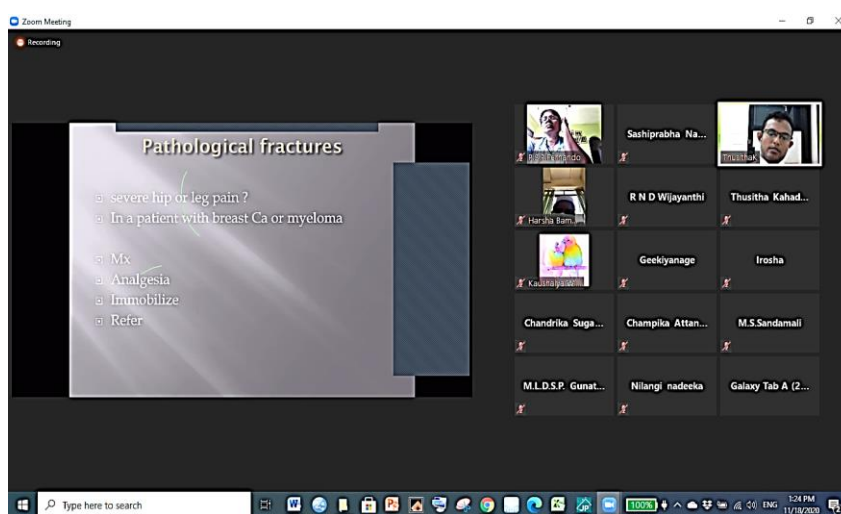 Zoom Meeting
Recording
Pathological fractures
severe hip or leg pain ?
In a patient with breast Ca or myeloma
Mx
Analgesia
Immobilize
Refer
Sashiprabha Na...
ThusithaK
Harsha Bam...
R N D Wijayanthi
Thusitha Kahad...
Geekiyanage
Irosha
Chandrika Suga...
Champika Attan...
M.S.Sandamali
M.L.D.S.P. Gunat...
Nilangi nadeeka
Galaxy Tab A (2...
Type here to search
100%
ENG
1:24 PM
11/18/2020